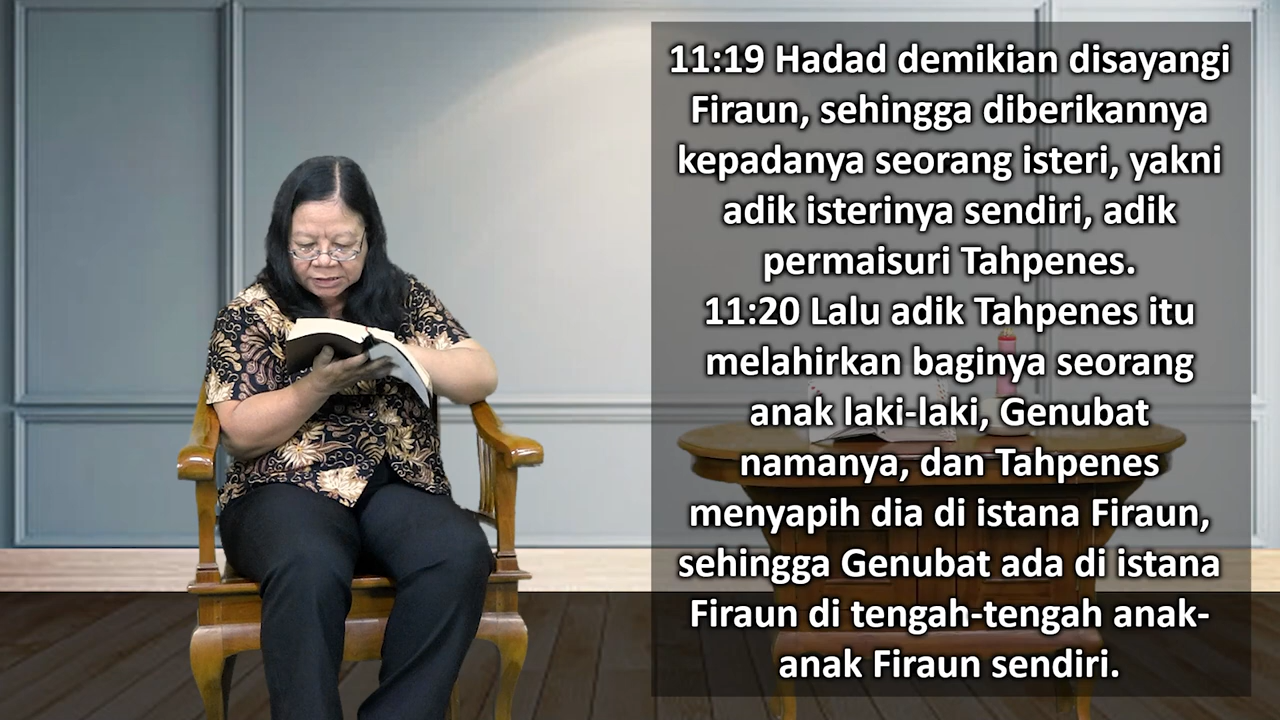 11:19 Hadad demikian disayangi
Firaun, sehingga diberikannya
kepadanya seorang isteri, yakni
adik isterinya sendiri, adik
permaisuri Tahpenes.
11:20 Lalu adik Tahpenes itu
melahirkan baginya seorang
anak laki-laki, Genubat
namanya, dan Tahpenes
menyapih dia di istana Firaun,
sehingga Genubat ada di istana
Firaun di tengah-tengah anak-
anak Firaun sendiri.